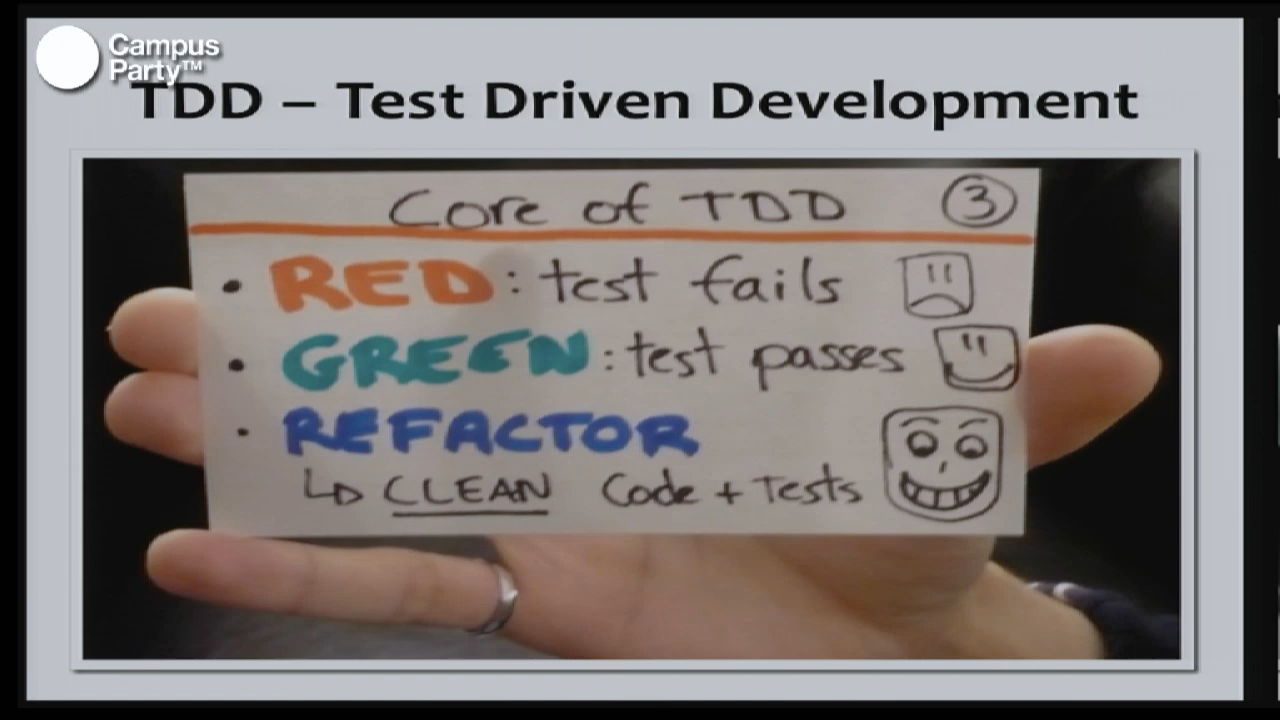 Campus
Party™
TDD – Test Driven Development
Core of TDD 3
• RED: test fails
• GREEN: test passes
• REFACTOR
↳ CLEAN Code + Tests